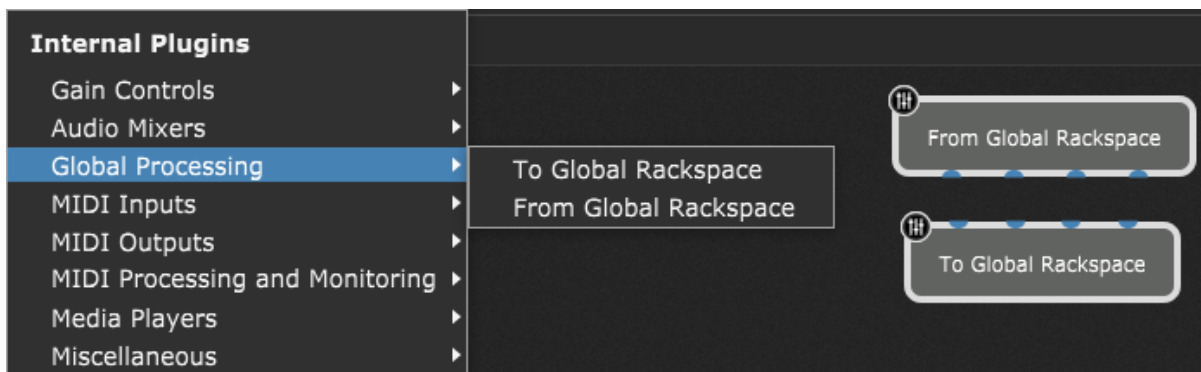 Internal Plugins
Gain Controls
Audio Mixers
Global Processing
MIDI Inputs
MIDI Outputs
MIDI Processing and Monitoring
Media Players
Miscellaneous
To Global Rackspace
From Global Rackspace
From Global Rackspace
To Global Rackspace